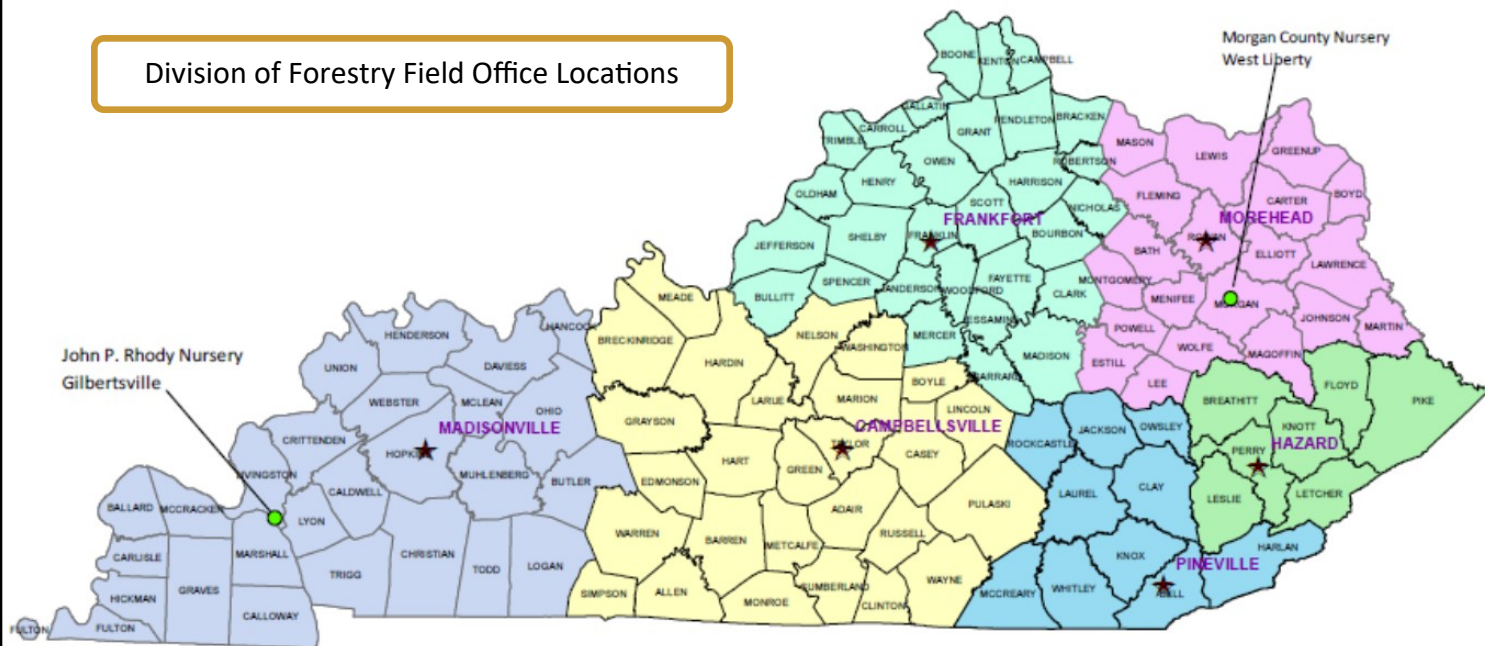 Division of Forestry Field Office Locations
Morgan County Nursery
West Liberty
John P. Rhody Nursery
Gilbertsville
BOONE
KENTON
CAMPBELL
GALLATIN
CARROLL
TRIMBLE
GRANT
PENDLETON
BRACKEN
OWEN
ROBERTSON
HENRY
HARRISON
OLDHAM
SCOTT
NICHOLAS
FRANKFORT
SHELBY
FRANKLIN
BOURBON
JEFFERSON
SPENCER
ANDERSON
WOODFORD
FAYETTE
CLARK
BULLITT
JESSAMINE
MERCER
MADISON
GARRARD
MASON
LEWIS
GREENUP
FLEMING
CARTER
BOYD
MOREHEAD
ROWAN
BATH
ELLIOTT
LAWRENCE
MONTGOMERY
MENIFEE
MORGAN
JOHNSON
MARTIN
POWELL
WOLFE
MAGOFFIN
ESTILL
LEE
MEADE
BRECKINRIDGE
HARDIN
NELSON
WASHINGTON
LARUE
MARION
BOYLE
LINCOLN
GRAYSON
CAMPBELLSVILLE
TAYLOR
HART
GREEN
CASEY
EDMONSON
PULASKI
ADAIR
WARREN
BARREN
METCALFE
RUSSELL
WAYNE
SIMPSON
ALLEN
MONROE
CUMBERLAND
CLINTON
HENDERSON
HANCOCK
UNION
DAVIESS
WEBSTER
MCLEAN
OHIO
MADISONVILLE
CRITTENDEN
HOPKINS
LIVINGSTON
MUHLENBERG
BUTLER
CALDWELL
BALLARD
MCCRACKEN
LYON
CARLISLE
MARSHALL
CHRISTIAN
TRIGG
TODD
LOGAN
HICKMAN
GRAVES
CALLOWAY
FULTON
FULTON
BREATHITT
FLOYD
PIKE
KNOTT
HAZARD
PERRY
LESLIE
LETCHER
ROCKCASTLE
JACKSON
OWSLEY
LAUREL
CLAY
KNOX
HARLAN
PINEVILLE
MCCREARY
WHITLEY
BELL